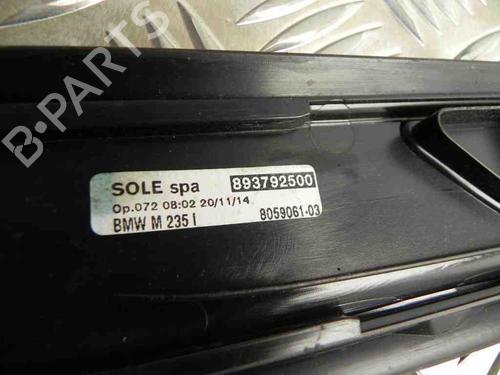 B-PARTS
SOLE spa 893792500
Op.072 08:02 20/11/14
BMW M 235 I 8059061-03